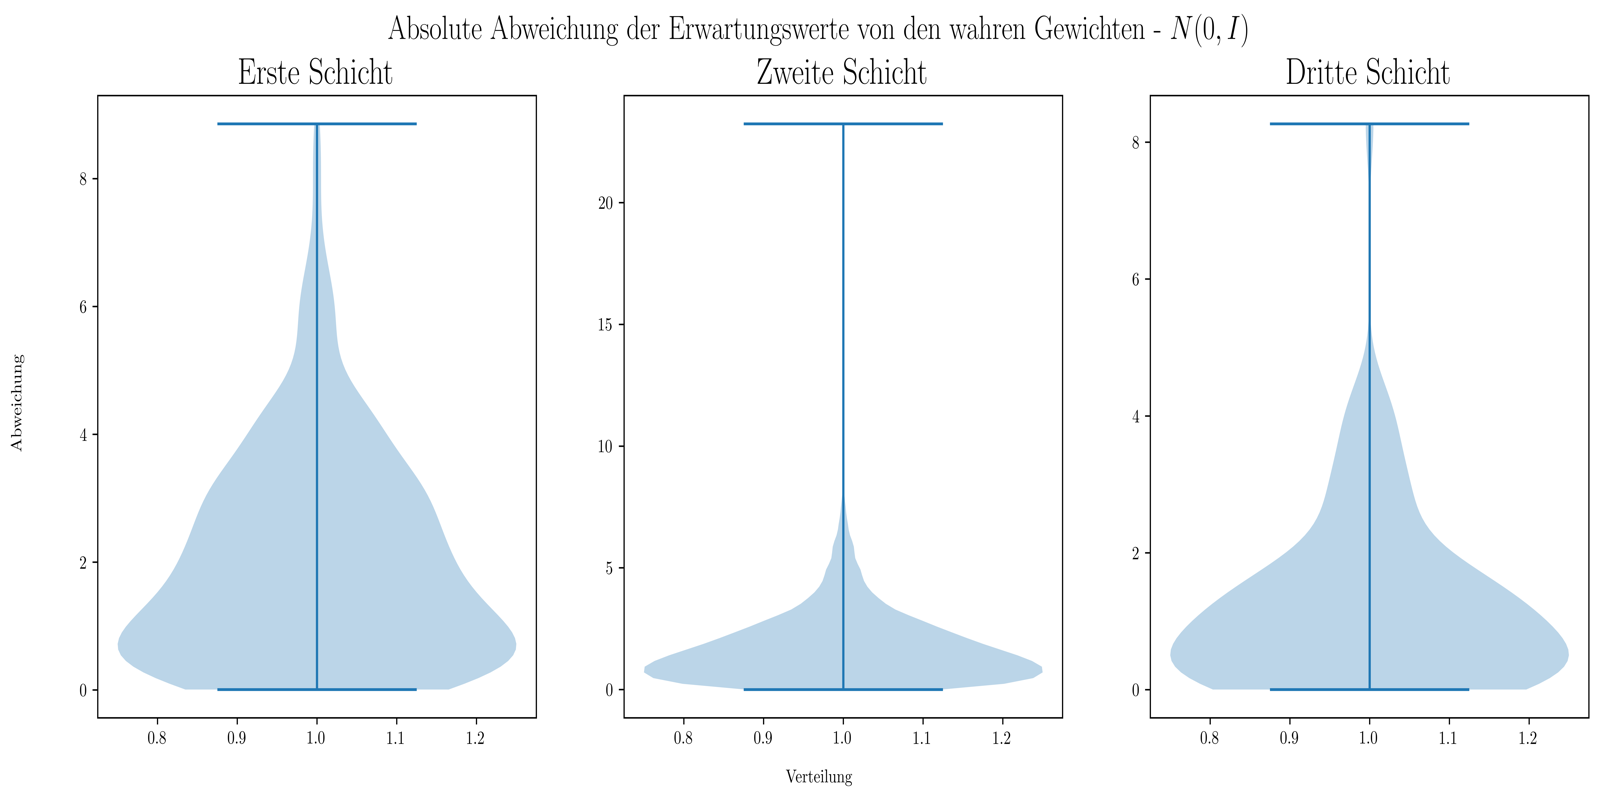 Absolute Abweichung der Erwartungswerte von den wahren Gewichten - N(0, I)
Erste Schicht
Zweite Schicht
Dritte Schicht
Abweichung
8
6
4
2
0
0.8 0.9 1.0 1.1 1.2
20
15
10
5
0
0.8 0.9 1.0 1.1 1.2
8
6
4
2
0
0.8 0.9 1.0 1.1 1.2
Verteilung